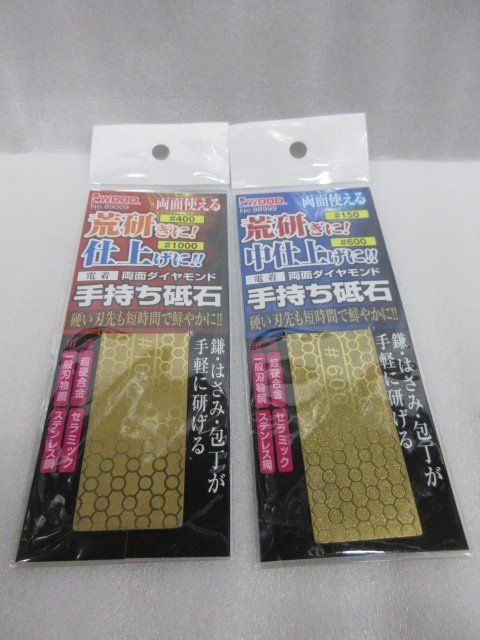 WOOD
No.89009
両面使える
荒研ぎに!
#400
仕上げに!!
#1000
電着
両面ダイヤモンド
手持ち砥石
硬い刃先も短時間で鮮やかに!!
鎌・はさみ・包丁が
手軽に研げる
超硬合金
一般刃物鋼
セラミック
ステンレス鋼
WOOD
No.88999
両面使える
荒研ぎに!
#150
中仕上げに!!
#600
電着
両面ダイヤモンド
手持ち砥石
硬い刃先も短時間で鮮やかに!!
鎌・はさみ・包丁が
手軽に研げる
超硬合金
一般刃物鋼
セラミック
ステンレス鋼